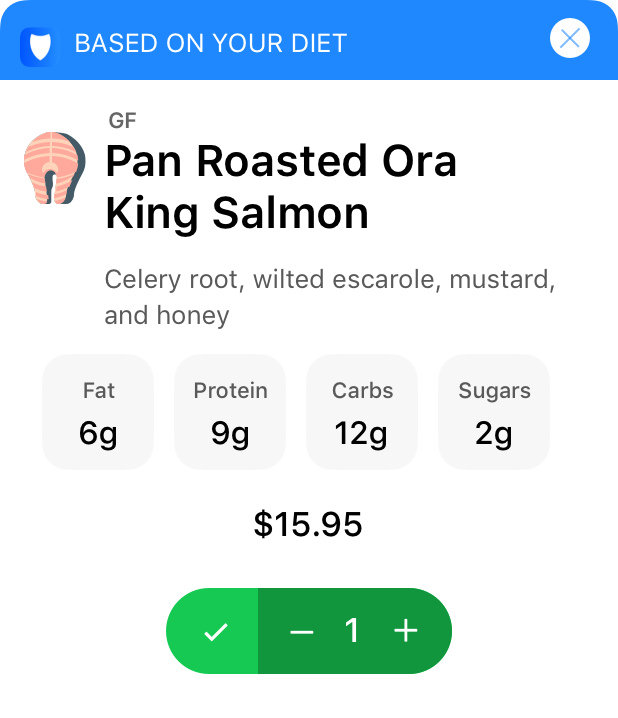 BASED ON YOUR DIET
GF
Pan Roasted Ora
King Salmon
Celery root, wilted escarole, mustard,
and honey
Fat
6g
Protein
9g
Carbs
12g
Sugars
2g
$15.95
1